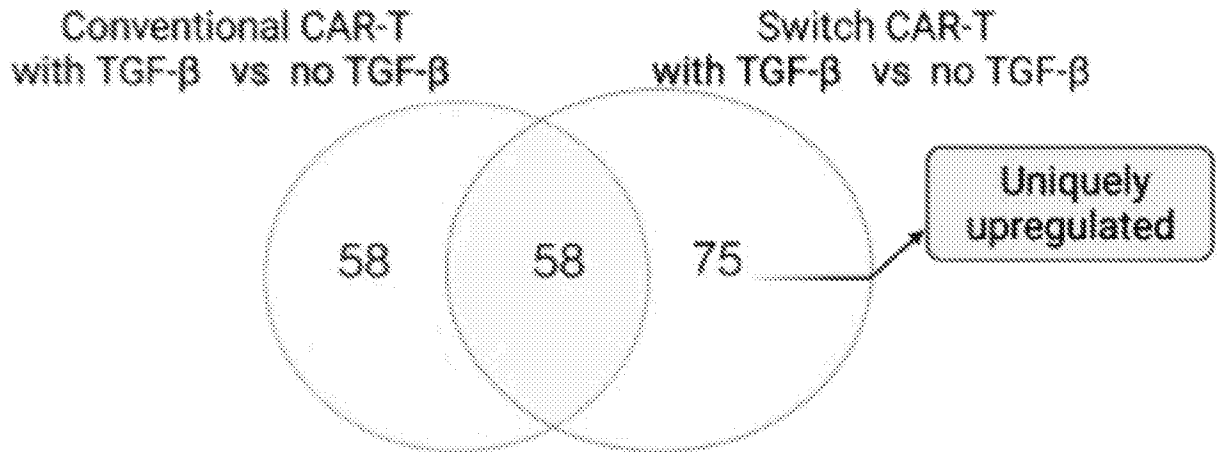 Conventional CAR-T
with TGF-β vs no TGF-β
Switch CAR-T
with TGF-β vs no TGF-β
Uniquely
upregulated
58
58
75